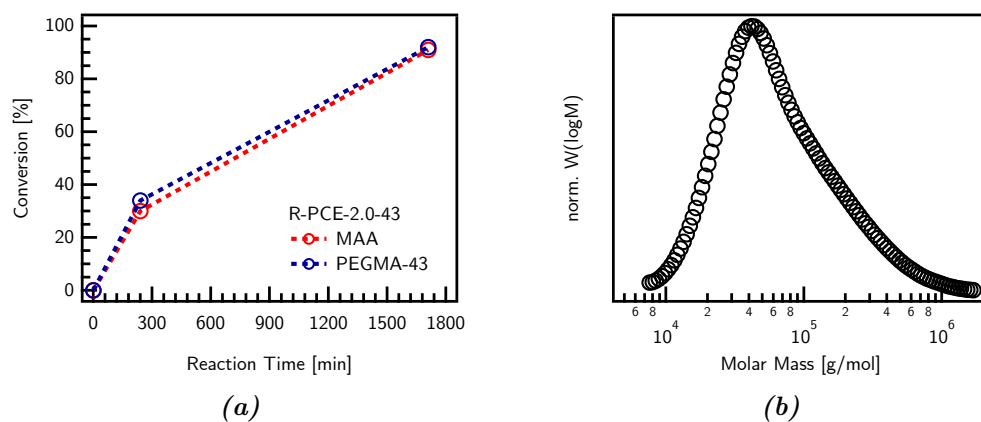 100
80
60
40
20
0
Conversion [%]
R-PCE-2.0-43
MAA
PEGMA-43
0 300 600 900 1200 1500 1800
Reaction Time [min]
(a)
norm. W(logM)
6 8 2 4 6 8 2 4 6 8
10^4 10^5 10^6
Molar Mass [g/mol]
(b)